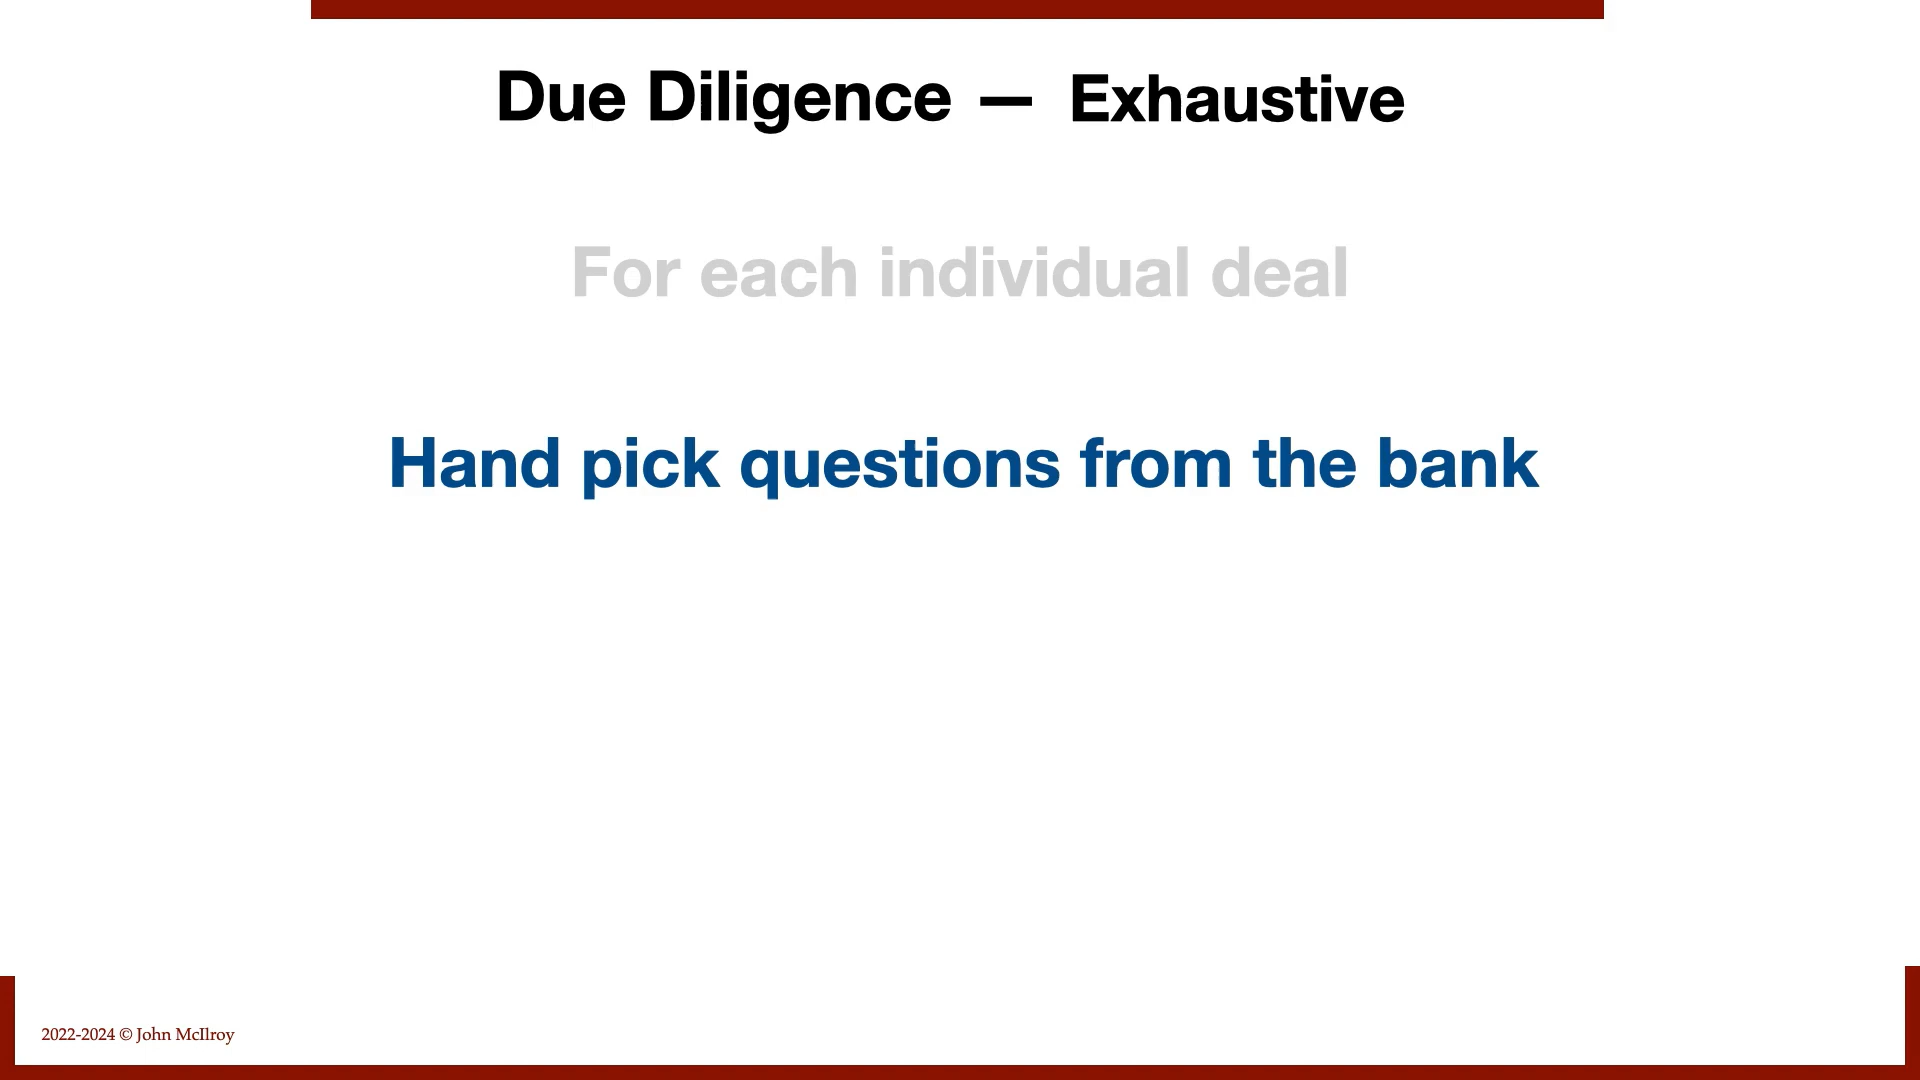 Due Diligence — Exhaustive
For each individual deal
Hand pick questions from the bank
2022-2024 © John McIlroy